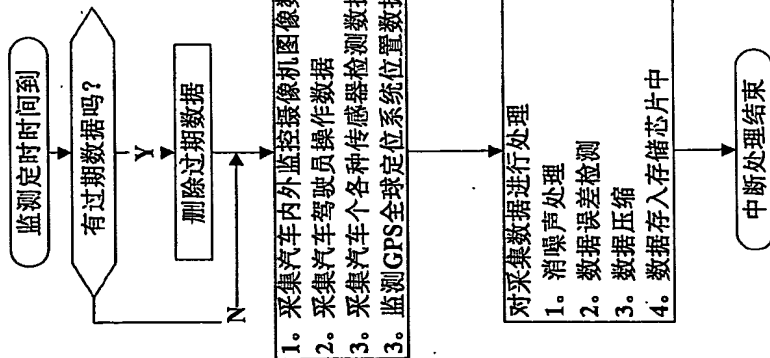 监测定时时间到
有过期数据吗？
Y
删除过期数据
N
1。采集汽车内外监控摄像机图像数
2。采集汽车驾驶员操作数据
3。采集汽车个各种传感器检测数据
3。监测GPS全球定位系统位置数据
对采集数据进行处理
1。消噪声处理
2。数据误差检测
3。数据压缩
4。数据存入存储芯片中
中断处理结束